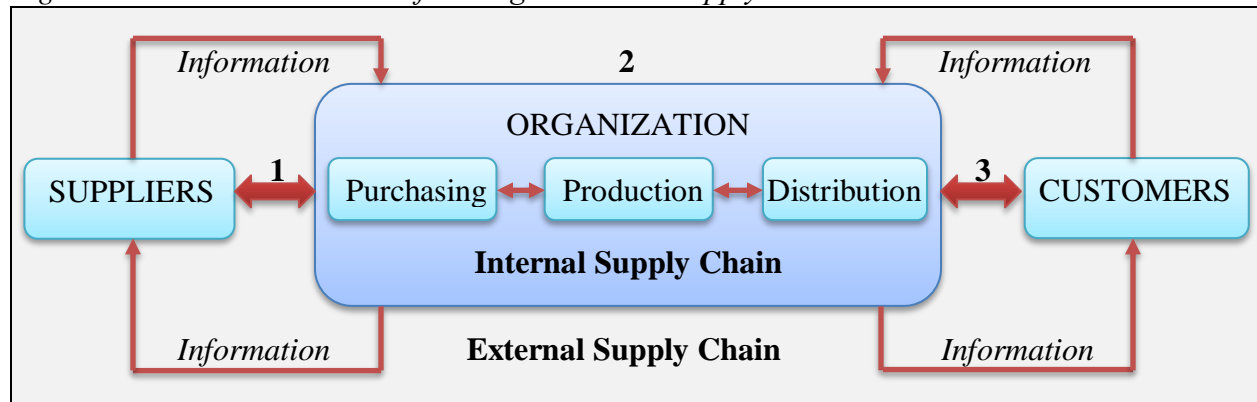 Information
2
Information
ORGANIZATION
1
3
SUPPLIERS
Purchasing
Production
Distribution
CUSTOMERS
Internal Supply Chain
Information
External Supply Chain
Information